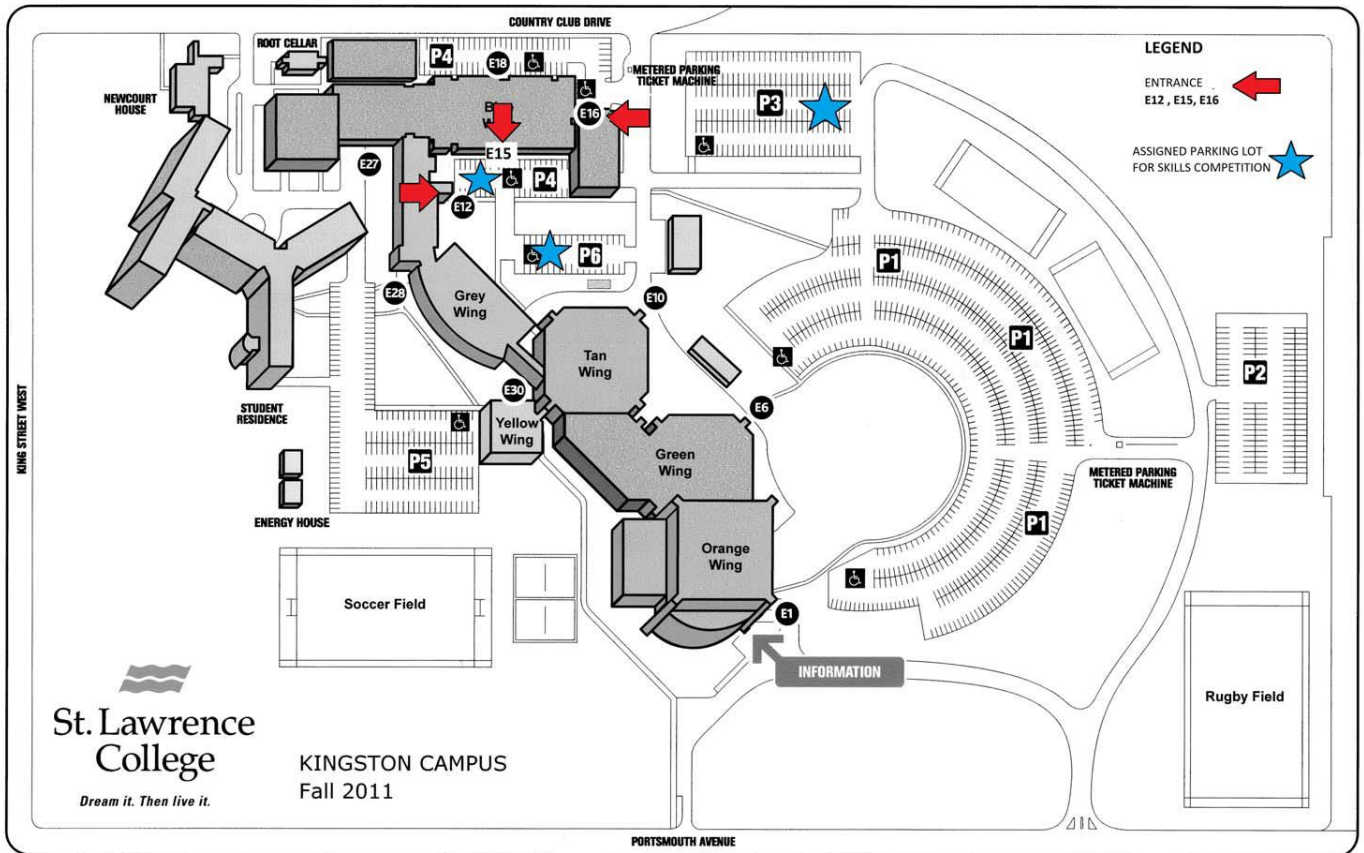 COUNTRY CLUB DRIVE
ROOT CELLAR
P4
E18
METERED PARKING
TICKET MACHINE
LEGEND
ENTRANCE
E12 , E15, E16
NEWCOURT
HOUSE
E16
P3
E15
ASSIGNED PARKING LOT
FOR SKILLS COMPETITION
E27
P4
E12
P6
P1
E28
Grey
Wing
E10
P1
Tan
Wing
P2
E30
E6
STUDENT
RESIDENCE
Yellow
Wing
KING STREET WEST
P5
Green
Wing
METERED PARKING
TICKET MACHINE
ENERGY HOUSE
P1
Orange
Wing
Soccer Field
E1
INFORMATION
Rugby Field
St. Lawrence
College
Dream it. Then live it.
KINGSTON CAMPUS
Fall 2011
PORTSMOUTH AVENUE